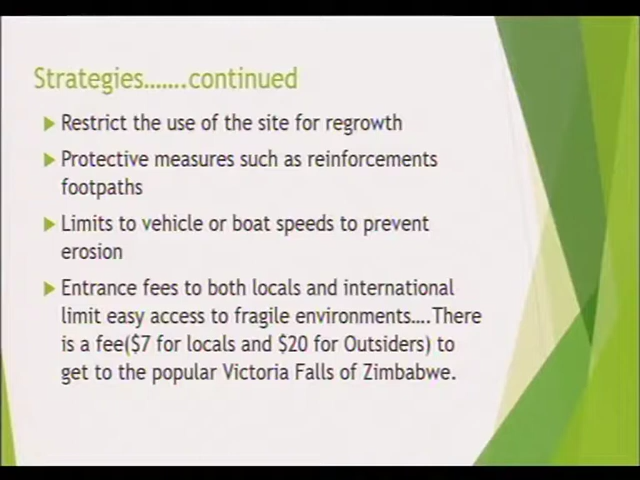 Strategies.......continued
Restrict the use of the site for regrowth
Protective measures such as reinforcements
footpaths
Limits to vehicle or boat speeds to prevent
erosion
Entrance fees to both locals and international
limit easy access to fragile environments....There
is a fee($7 for locals and $20 for Outsiders) to
get to the popular Victoria Falls of Zimbabwe.